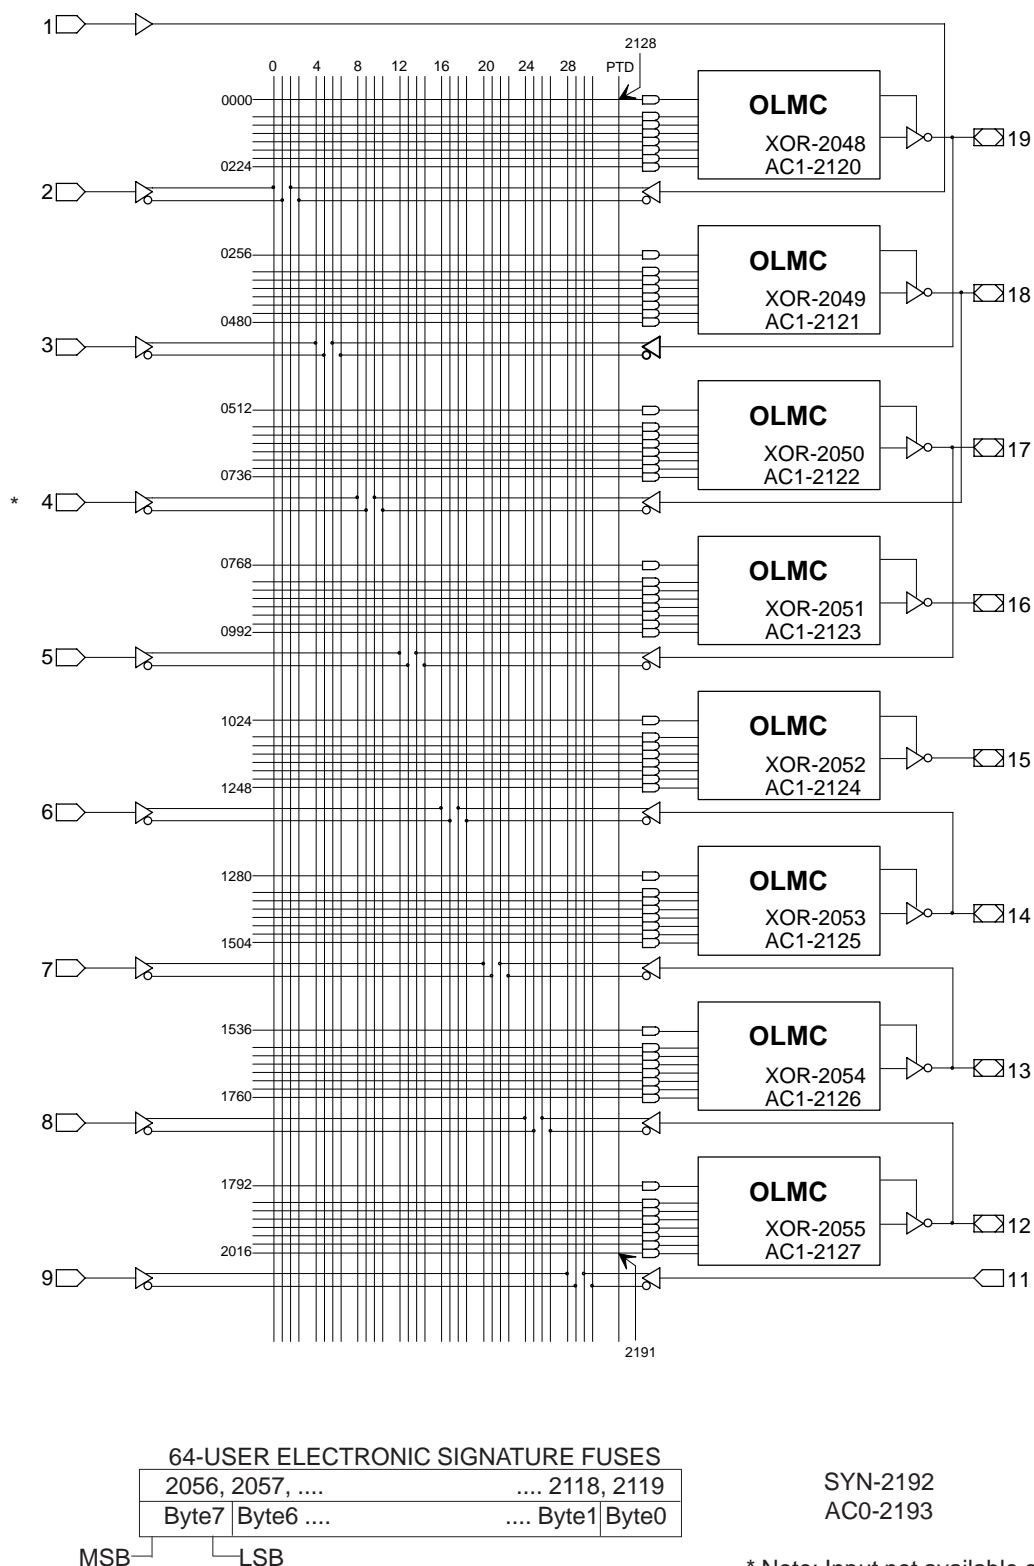 1
2128
0 4 8 12 16 20 24 28 PTD
0000
OLMC
XOR-2048
AC1-2120
19
0224
2
0256
OLMC
XOR-2049
AC1-2121
18
0480
3
0512
OLMC
XOR-2050
AC1-2122
17
0736
* 4
0768
OLMC
XOR-2051
AC1-2123
16
0992
5
1024
OLMC
XOR-2052
AC1-2124
15
1248
6
1280
OLMC
XOR-2053
AC1-2125
14
1504
7
1536
OLMC
XOR-2054
AC1-2126
13
1760
8
1792
OLMC
XOR-2055
AC1-2127
12
2016
9
11
2191
64-USER ELECTRONIC SIGNATURE FUSES
2056, 2057, .... .... 2118, 2119
Byte7 Byte6 .... .... Byte1 Byte0
MSB LSB
SYN-2192
AC0-2193
* Note: Input not available